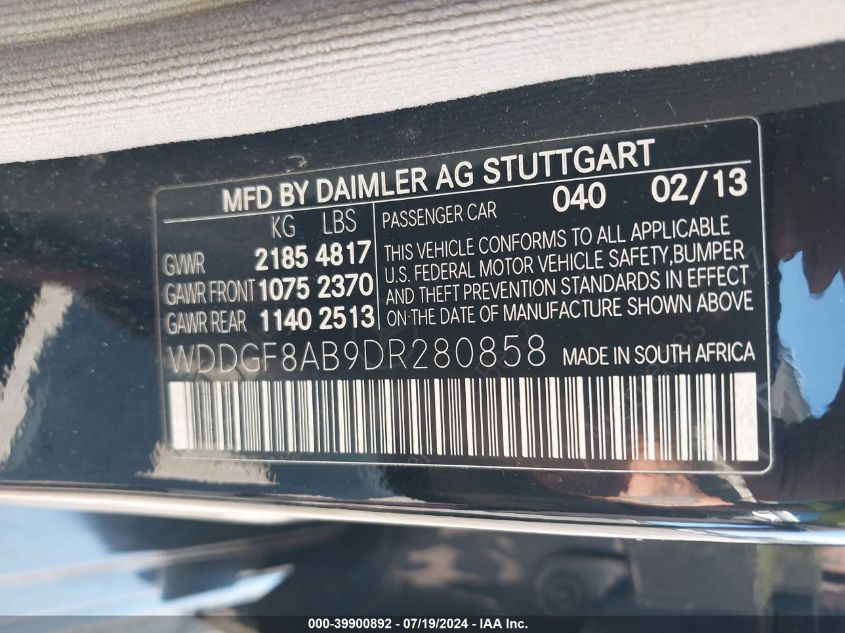 MFD BY DAIMLER AG STUTTGART
KG LBS
GVWR 2185 4817
GAWR FRONT 1075 2370
GAWR REAR 1140 2513
PASSENGER CAR 040 02/13
THIS VEHICLE CONFORMS TO ALL APPLICABLE
U.S. FEDERAL MOTOR VEHICLE SAFETY,BUMPER
AND THEFT PREVENTION STANDARDS IN EFFECT
ON THE DATE OF MANUFACTURE SHOWN ABOVE
WDDGF8AB9DR280858 MADE IN SOUTH AFRICA
000-39900892 / 07/19/2024 - IAA Inc.